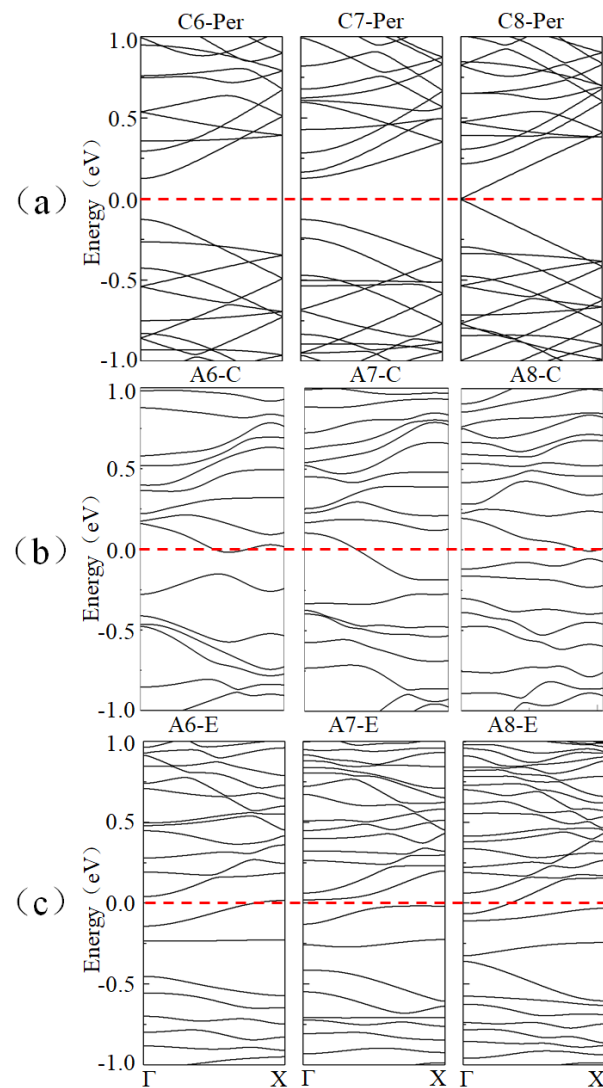 C6-Per C7-Per C8-Per
(a)
Energy（eV）
1.0
0.5
0.0
-0.5
-1.0
A6-C A7-C A8-C
(b)
Energy（eV）
1.0
0.5
0.0
-0.5
-1.0
A6-E A7-E A8-E
(c)
Energy（eV）
1.0
0.5
0.0
-0.5
-1.0
Γ X Γ X Γ X